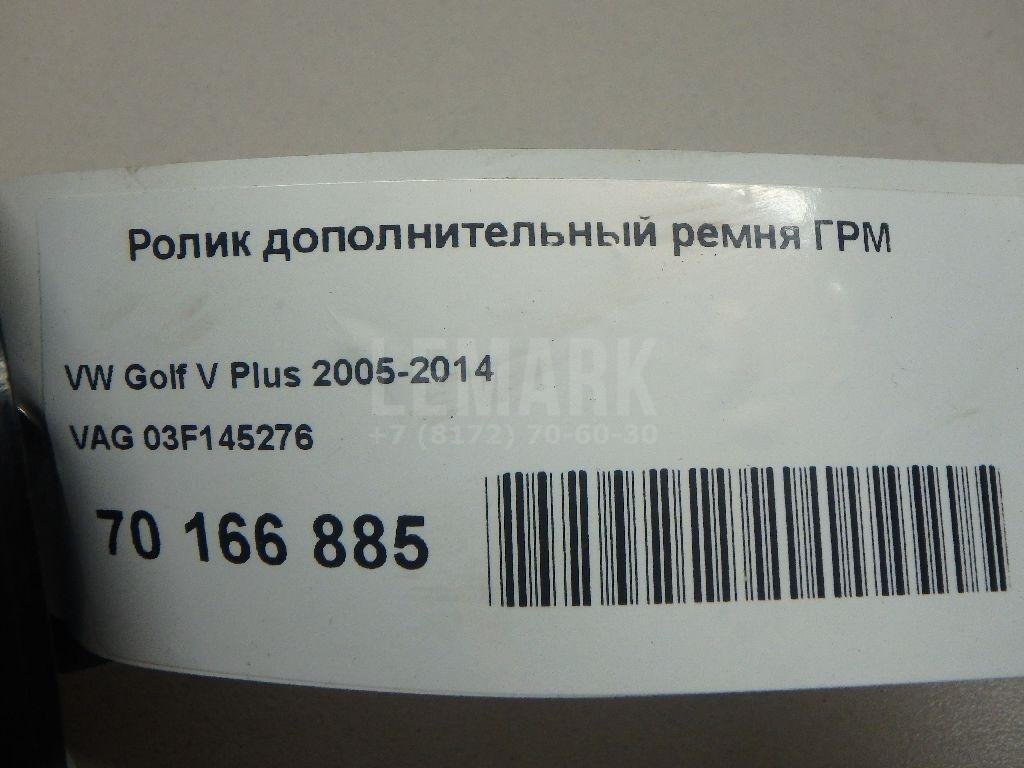 Ролик дополнительный ремня ГРМ
VW Golf V Plus 2005-2014
LEMARK
+7 (8172) 70-60-30
VAG 03F145276
70 166 885